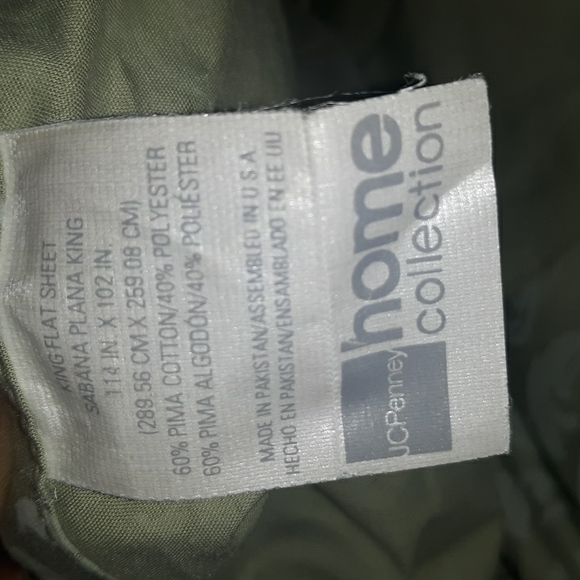 KING FLAT SHEET
SABANA PLANA KING
114 IN. X 102 IN.
(289.56 CM X 259.08 CM)
60% PIMA COTTON/40% POLYESTER
60% PIMA ALGODÓN/40% POLIÉSTER
MADE IN PAKISTAN/ASSEMBLED IN U S A
HECHO EN PAKISTAN/ENSAMBLADO EN EE UU
JCPenney home
collection